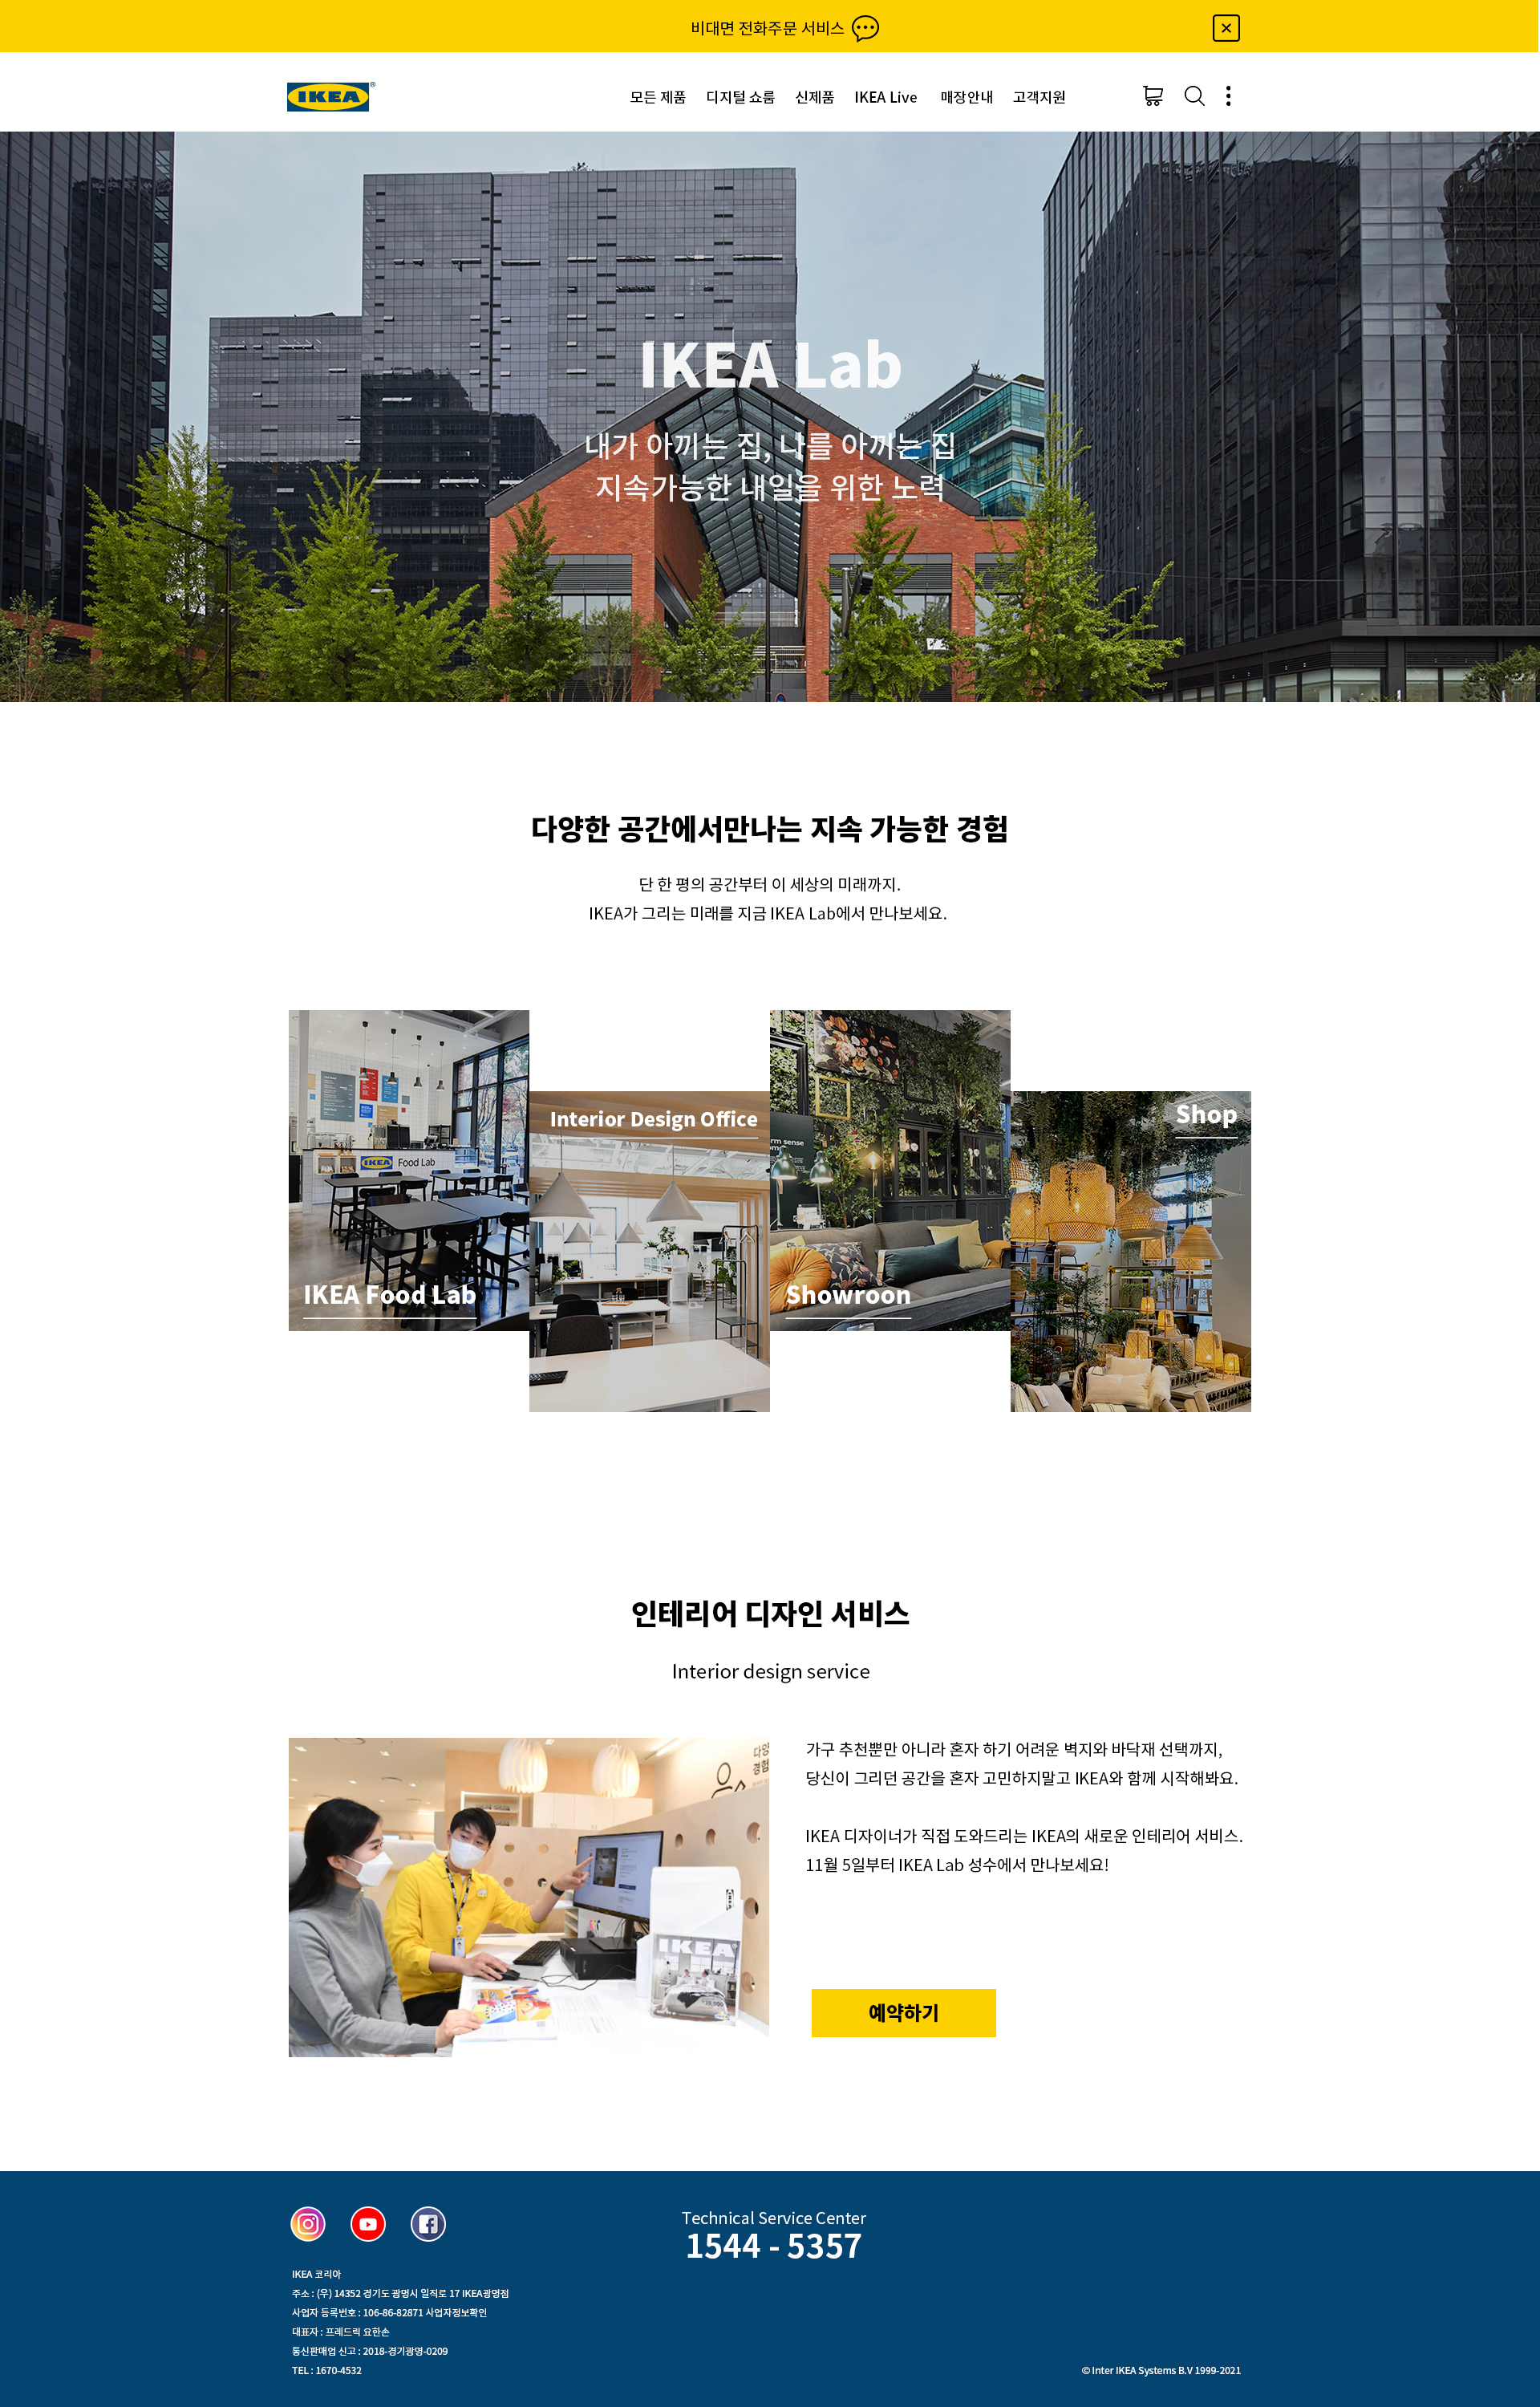 비대면 전화주문 서비스
IKEA
모든 제품 디지털 쇼룸 신제품 IKEA Live 매장안내 고객지원
IKEA Lab
내가 아끼는 집, 나를 아끼는 집
지속가능한 내일을 위한 노력
다양한 공간에서만나는 지속 가능한 경험
단 한 평의 공간부터 이 세상의 미래까지.
IKEA가 그리는 미래를 지금 IKEA Lab에서 만나보세요.
IKEA Food Lab
IKEA Food Lab
Interior Design Office
Showroon
Shop
인테리어 디자인 서비스
Interior design service
다양
경험
IKEA
IKEA
가구 추천뿐만 아니라 혼자 하기 어려운 벽지와 바닥재 선택까지,
당신이 그리던 공간을 혼자 고민하지말고 IKEA와 함께 시작해봐요.
IKEA 디자이너가 직접 도와드리는 IKEA의 새로운 인테리어 서비스.
11월 5일부터 IKEA Lab 성수에서 만나보세요!
예약하기
Technical Service Center
1544 - 5357
IKEA 코리아
주소 : (우) 14352 경기도 광명시 일직로 17 IKEA광명점
사업자 등록번호 : 106-86-82871 사업자정보확인
대표자 : 프레드릭 요한손
통신판매업 신고 : 2018-경기광명-0209
TEL : 1670-4532
© Inter IKEA Systems B.V 1999-2021